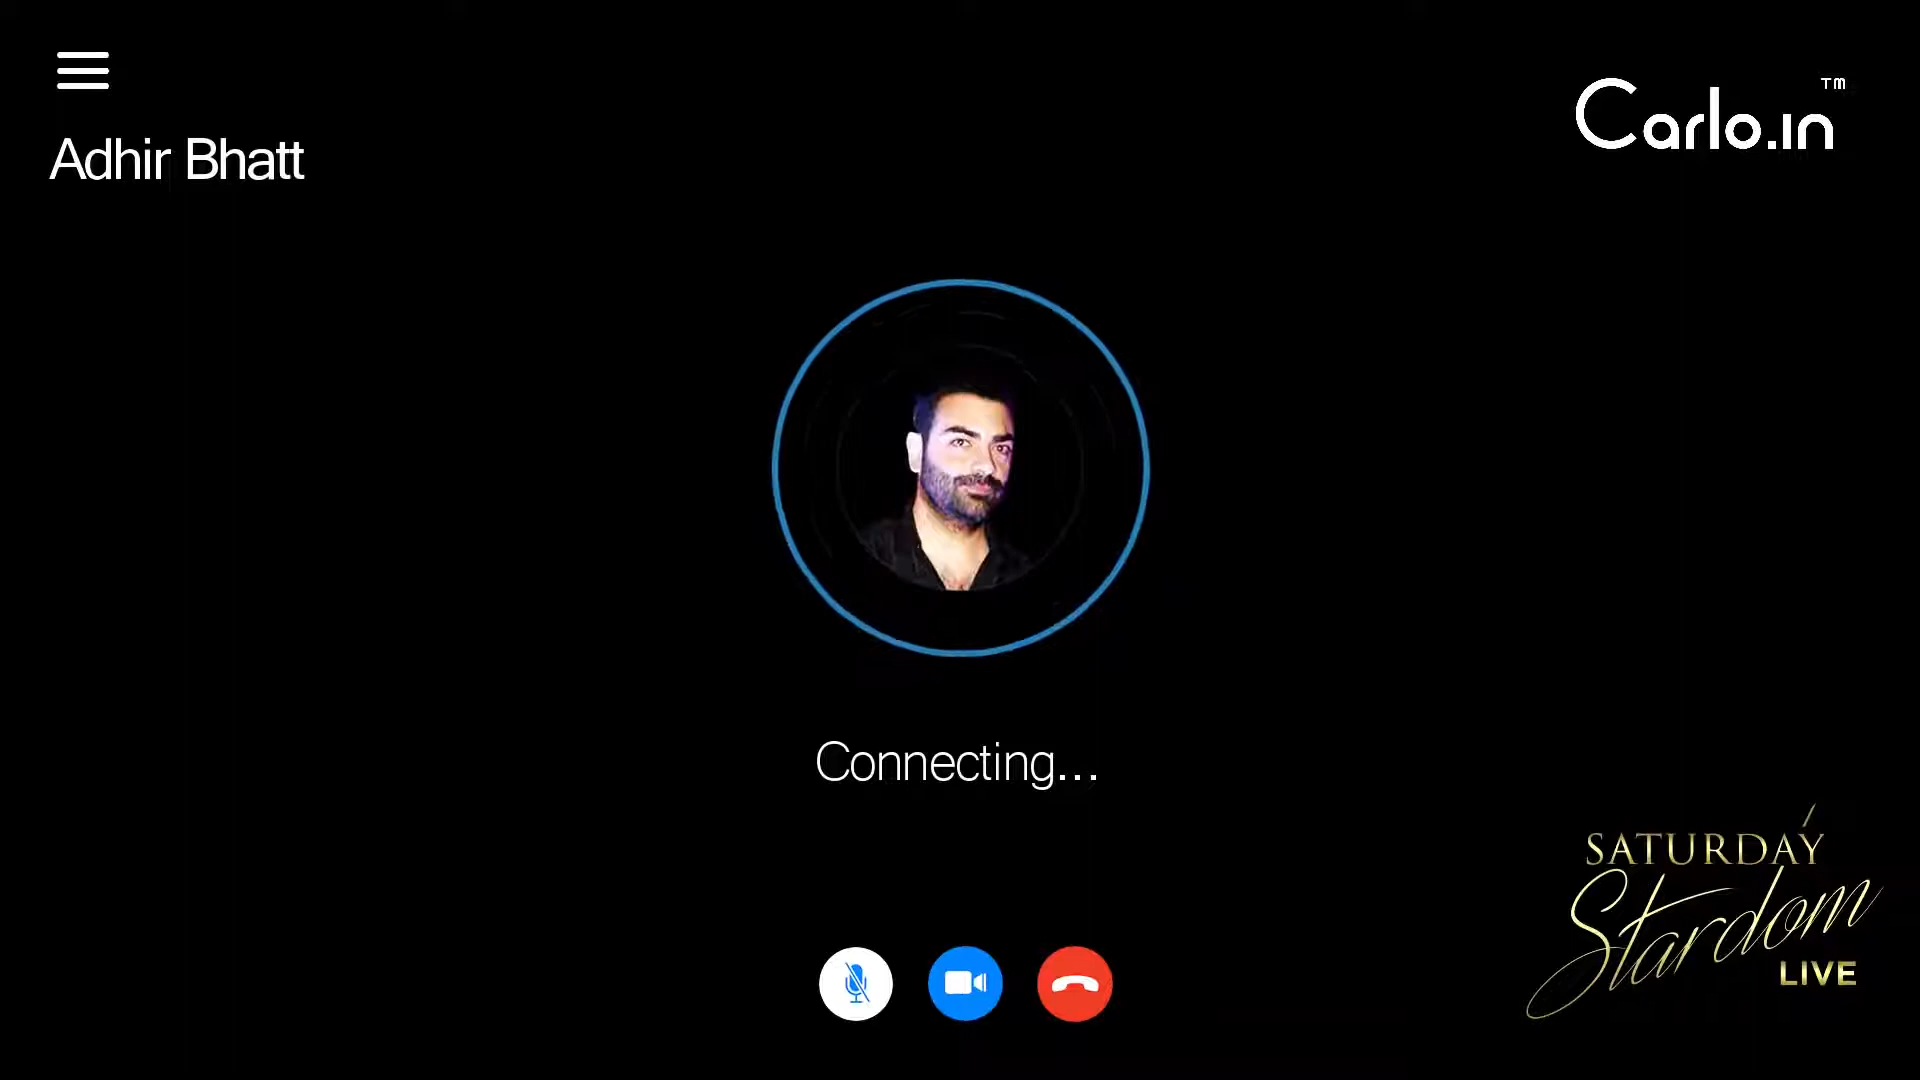 Adhir Bhatt
Carlo.in™
Connecting...
SATURDAY
Stardom
LIVE